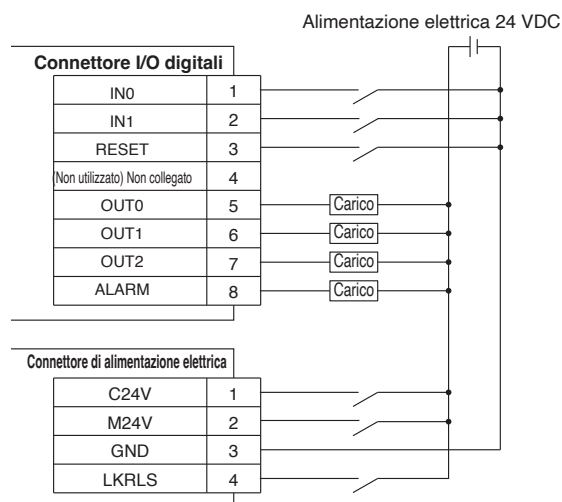 Alimentazione elettrica 24 VDC
Connettore I/O digitali
IN0 1
IN1 2
RESET 3
(Non utilizzato) Non collegato 4
OUT0 5 Carico
OUT1 6 Carico
OUT2 7 Carico
ALARM 8 Carico
Connettore di alimentazione elettrica
C24V 1
M24V 2
GND 3
LKRLS 4